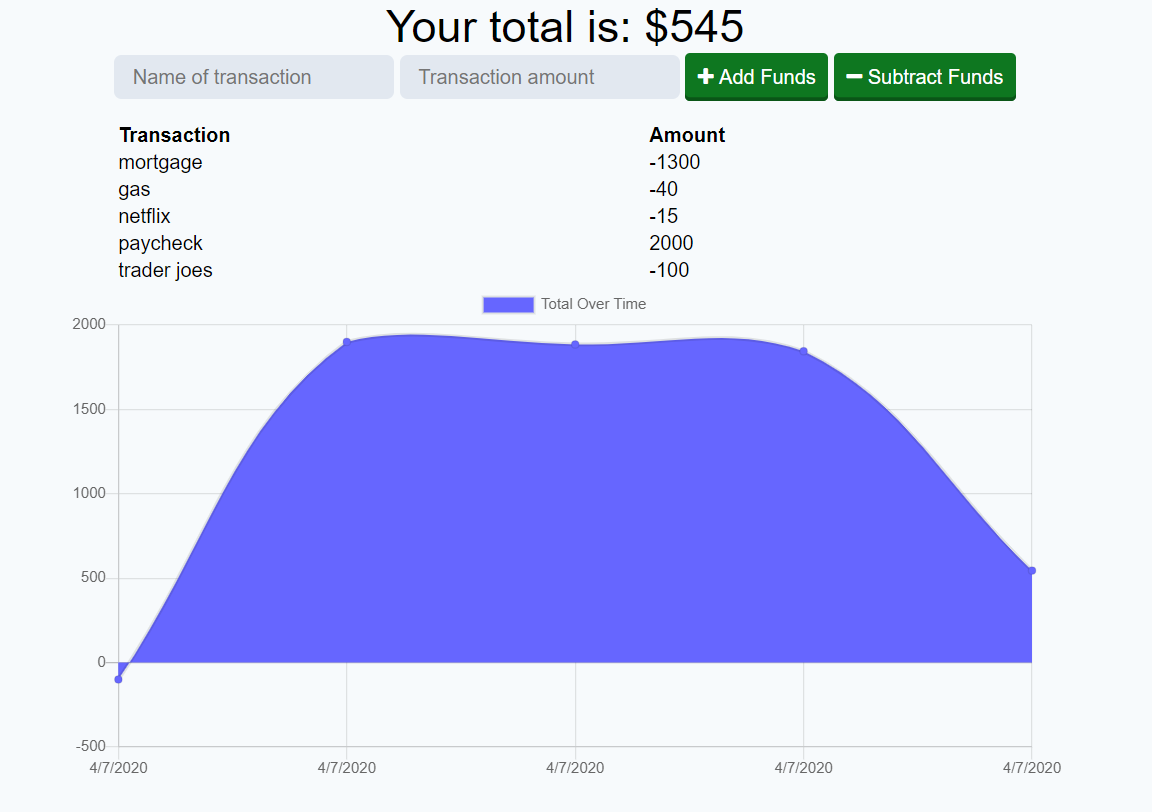 Your total is: $545
Name of transaction Transaction amount Add Funds Subtract Funds
Transaction Amount
mortgage -1300
gas -40
netflix -15
paycheck 2000
trader joes -100
Total Over Time
2000
1500
1000
500
0
-500
4/7/2020 4/7/2020 4/7/2020 4/7/2020 4/7/2020